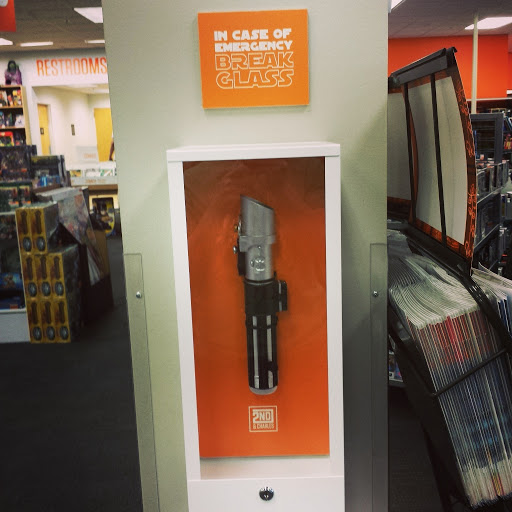 IN CASE OF
EMERGENCY
BREAK
GLASS
RESTROOMS
2ND
& CHARLES